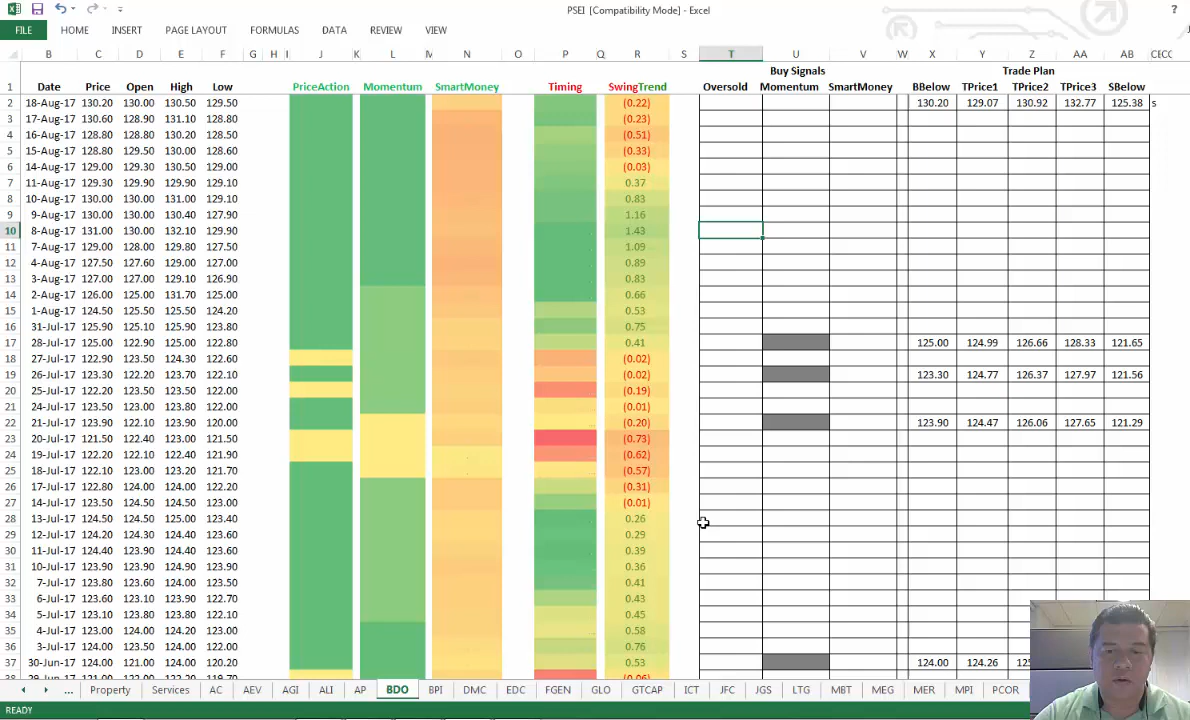 PSEI [Compatibility Mode] - Excel
FILE HOME INSERT PAGE LAYOUT FORMULAS DATA REVIEW VIEW
B C D E F G H I J K L M N O P Q R S T U V W X Y Z AA AB CECC
Buy Signals Trade Plan
1 Date Price Open High Low PriceAction Momentum SmartMoney Timing SwingTrend Oversold Momentum SmartMoney BBelow TPrice1 TPrice2 TPrice3 SBelow
2 18-Aug-17 130.20 130.00 130.50 129.50 (0.22) 130.20 129.07 130.92 132.77 125.38 s
3 17-Aug-17 130.60 128.90 131.10 128.80 (0.23)
4 16-Aug-17 128.80 128.80 130.20 128.50 (0.51)
5 15-Aug-17 128.80 129.50 130.00 128.60 (0.33)
6 14-Aug-17 129.00 129.30 130.50 129.00 (0.03)
7 11-Aug-17 129.30 129.90 129.90 129.10 0.37
8 10-Aug-17 130.00 130.00 131.00 129.10 0.83
9 9-Aug-17 130.00 130.00 130.40 127.90 1.16
10 8-Aug-17 131.00 130.00 132.10 129.90 1.43
11 7-Aug-17 129.00 128.00 129.80 127.50 1.09
12 4-Aug-17 127.50 127.60 129.00 127.00 0.89
13 3-Aug-17 127.00 127.00 129.10 126.90 0.83
14 2-Aug-17 126.00 125.00 131.70 125.00 0.66
15 1-Aug-17 124.50 125.50 125.50 124.20 0.53
16 31-Jul-17 125.90 125.10 125.90 123.80 0.75
17 28-Jul-17 125.00 122.90 125.00 122.80 0.41 125.00 124.99 126.66 128.33 121.65
18 27-Jul-17 122.90 123.50 124.30 122.60 (0.02)
19 26-Jul-17 123.30 122.20 123.70 122.10 (0.02) 123.30 124.77 126.37 127.97 121.56
20 25-Jul-17 122.20 123.50 123.50 122.00 (0.19)
21 24-Jul-17 123.50 123.00 123.80 122.00 (0.01)
22 21-Jul-17 123.90 122.10 123.90 120.00 (0.20) 123.90 124.47 126.06 127.65 121.29
23 20-Jul-17 121.50 122.40 123.00 121.50 (0.73)
24 19-Jul-17 122.20 122.10 122.40 121.90 (0.62)
25 18-Jul-17 122.10 123.00 123.20 121.70 (0.57)
26 17-Jul-17 122.80 124.00 124.00 122.20 (0.31)
27 14-Jul-17 123.50 124.50 124.50 123.00 (0.01)
28 13-Jul-17 124.50 124.50 125.00 123.40 0.26
29 12-Jul-17 124.20 124.30 124.40 123.60 0.29
30 11-Jul-17 124.40 123.90 124.40 123.60 0.39
31 10-Jul-17 123.90 123.90 124.90 123.90 0.36
32 7-Jul-17 123.80 123.60 124.00 123.50 0.41
33 6-Jul-17 123.60 123.10 123.90 122.70 0.43
34 5-Jul-17 123.10 123.80 123.80 122.10 0.45
35 4-Jul-17 123.00 124.00 124.20 123.00 0.58
36 3-Jul-17 124.00 123.50 124.00 122.00 0.76
37 30-Jun-17 124.00 121.00 124.00 120.20 0.53 124.00 124.26
38 29-Jun-17 121.00 124.00 124.00 119.70 (0.06)
... Property Services AC AEV AGI ALI AP BDO BPI DMC EDC FGEN GLO GTCAP ICT JFC JGS LTG MBT MEG MER MPI PCOR
READY